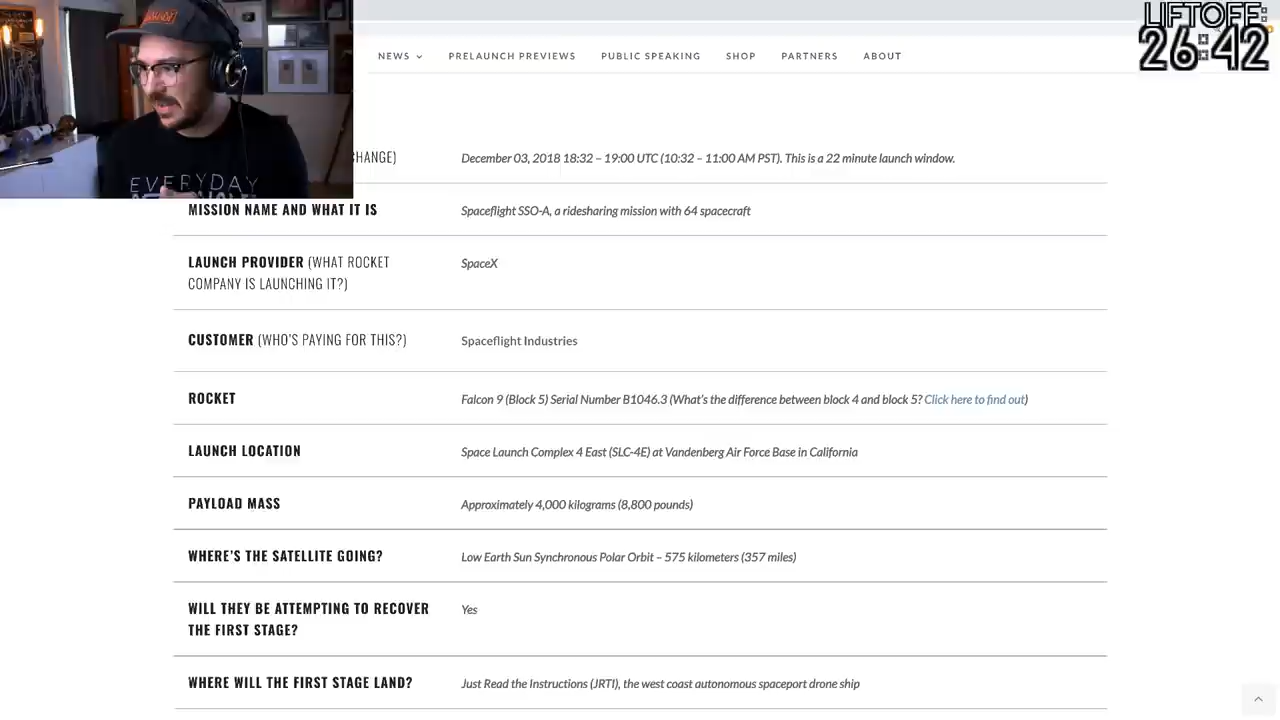 LIFTOFF:
26:42
NEWS PRELAUNCH PREVIEWS PUBLIC SPEAKING SHOP PARTNERS ABOUT
CHANGE) December 03, 2018 18:32 – 19:00 UTC (10:32 – 11:00 AM PST). This is a 22 minute launch window.
EVERYDAY
MISSION NAME AND WHAT IT IS Spaceflight SSO-A, a ridesharing mission with 64 spacecraft
LAUNCH PROVIDER (WHAT ROCKET SpaceX
COMPANY IS LAUNCHING IT?)
CUSTOMER (WHO'S PAYING FOR THIS?) Spaceflight Industries
ROCKET Falcon 9 (Block 5) Serial Number B1046.3 (What's the difference between block 4 and block 5? Click here to find out)
LAUNCH LOCATION Space Launch Complex 4 East (SLC-4E) at Vandenberg Air Force Base in California
PAYLOAD MASS Approximately 4,000 kilograms (8,800 pounds)
WHERE'S THE SATELLITE GOING? Low Earth Sun Synchronous Polar Orbit – 575 kilometers (357 miles)
WILL THEY BE ATTEMPTING TO RECOVER Yes
THE FIRST STAGE?
WHERE WILL THE FIRST STAGE LAND? Just Read the Instructions (JRTI), the west coast autonomous spaceport drone ship